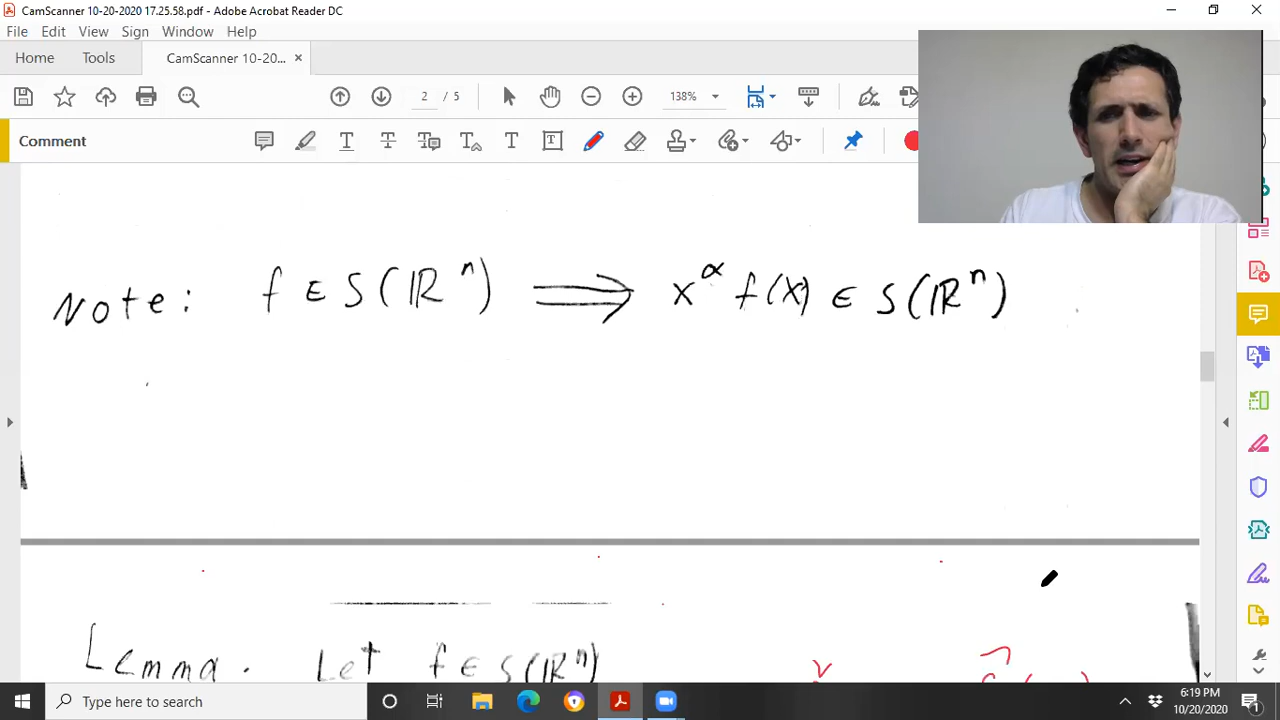 CamScanner 10-20-2020 17.25.58.pdf - Adobe Acrobat Reader DC
File Edit View Sign Window Help
Home Tools CamScanner 10-20... ×
2 / 5 138%
Comment
Note: f ∈ S(ℝⁿ) ⟹ x^α f(x) ∈ S(ℝⁿ)
Lemma. Let f ∈ S(ℝⁿ)
Type here to search
6:19 PM
10/20/2020